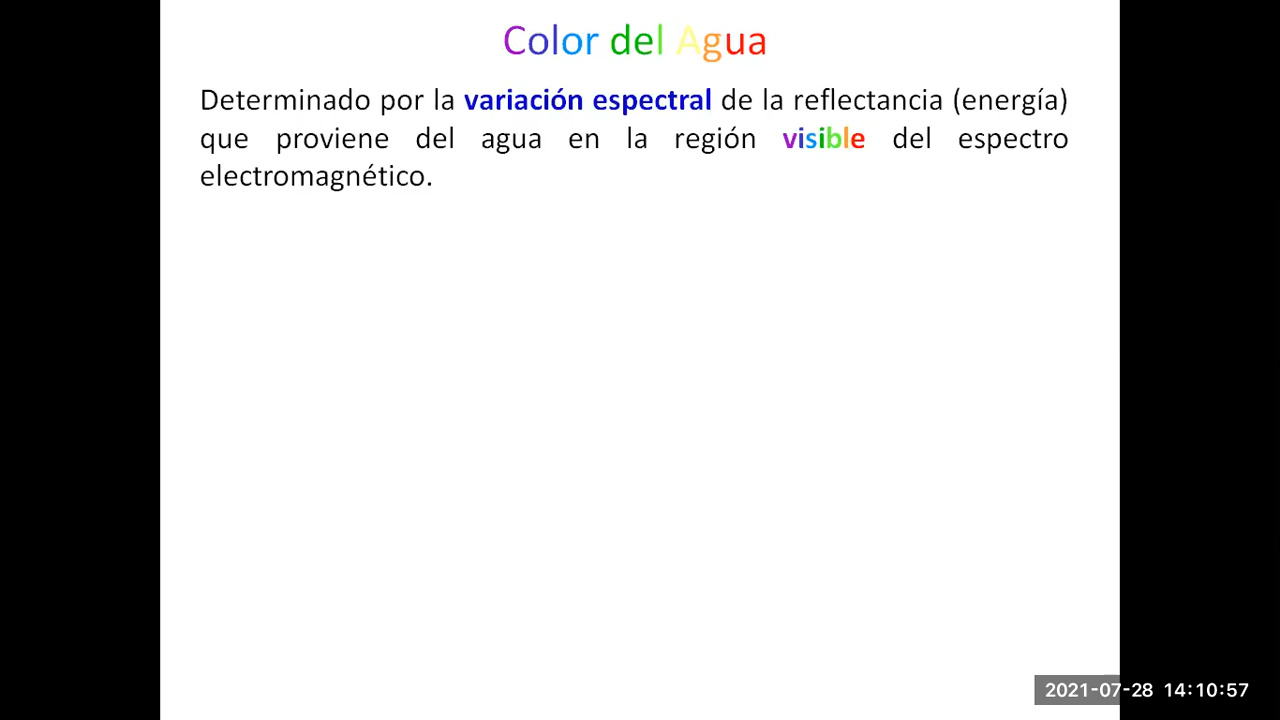 Color del Agua
Determinado por la variación espectral de la reflectancia (energía)
que proviene del agua en la región visible del espectro
electromagnético.
2021-07-28 14:10:57